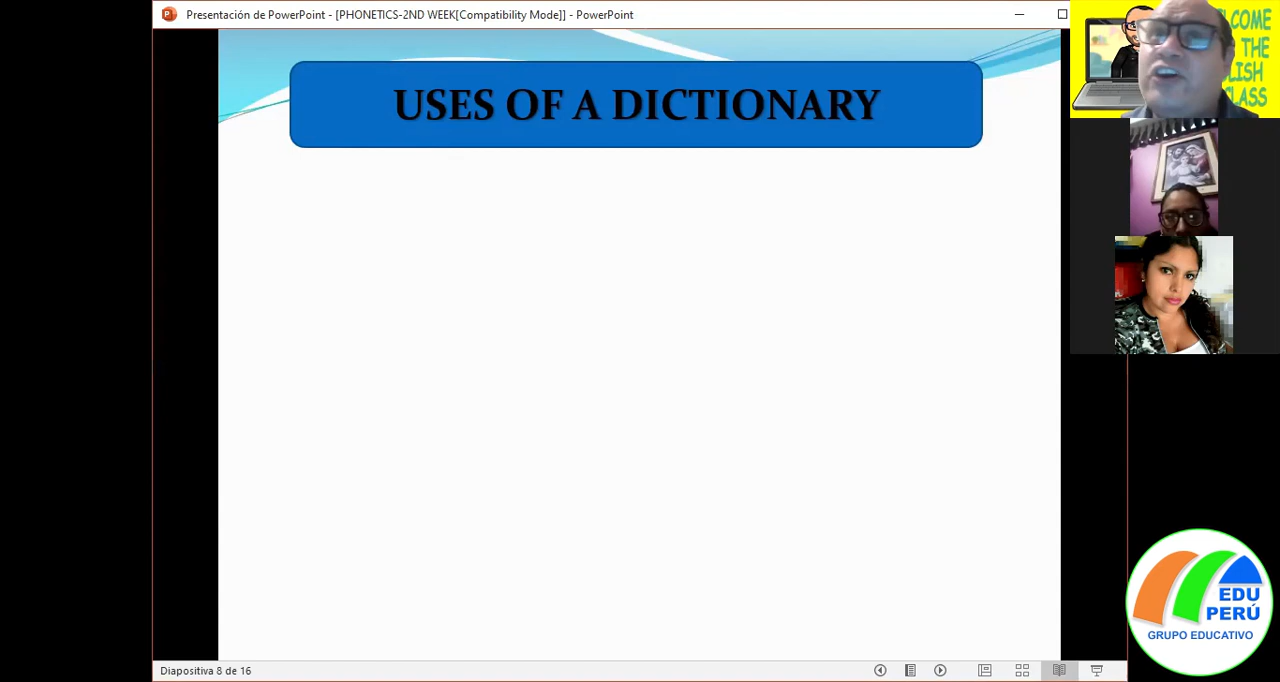 Presentación de PowerPoint - [PHONETICS-2ND WEEK[Compatibility Mode]] - PowerPoint
USES OF A DICTIONARY
COME
THE
LISH
CLASS
EDU
PERÚ
GRUPO EDUCATIVO
Diapositiva 8 de 16